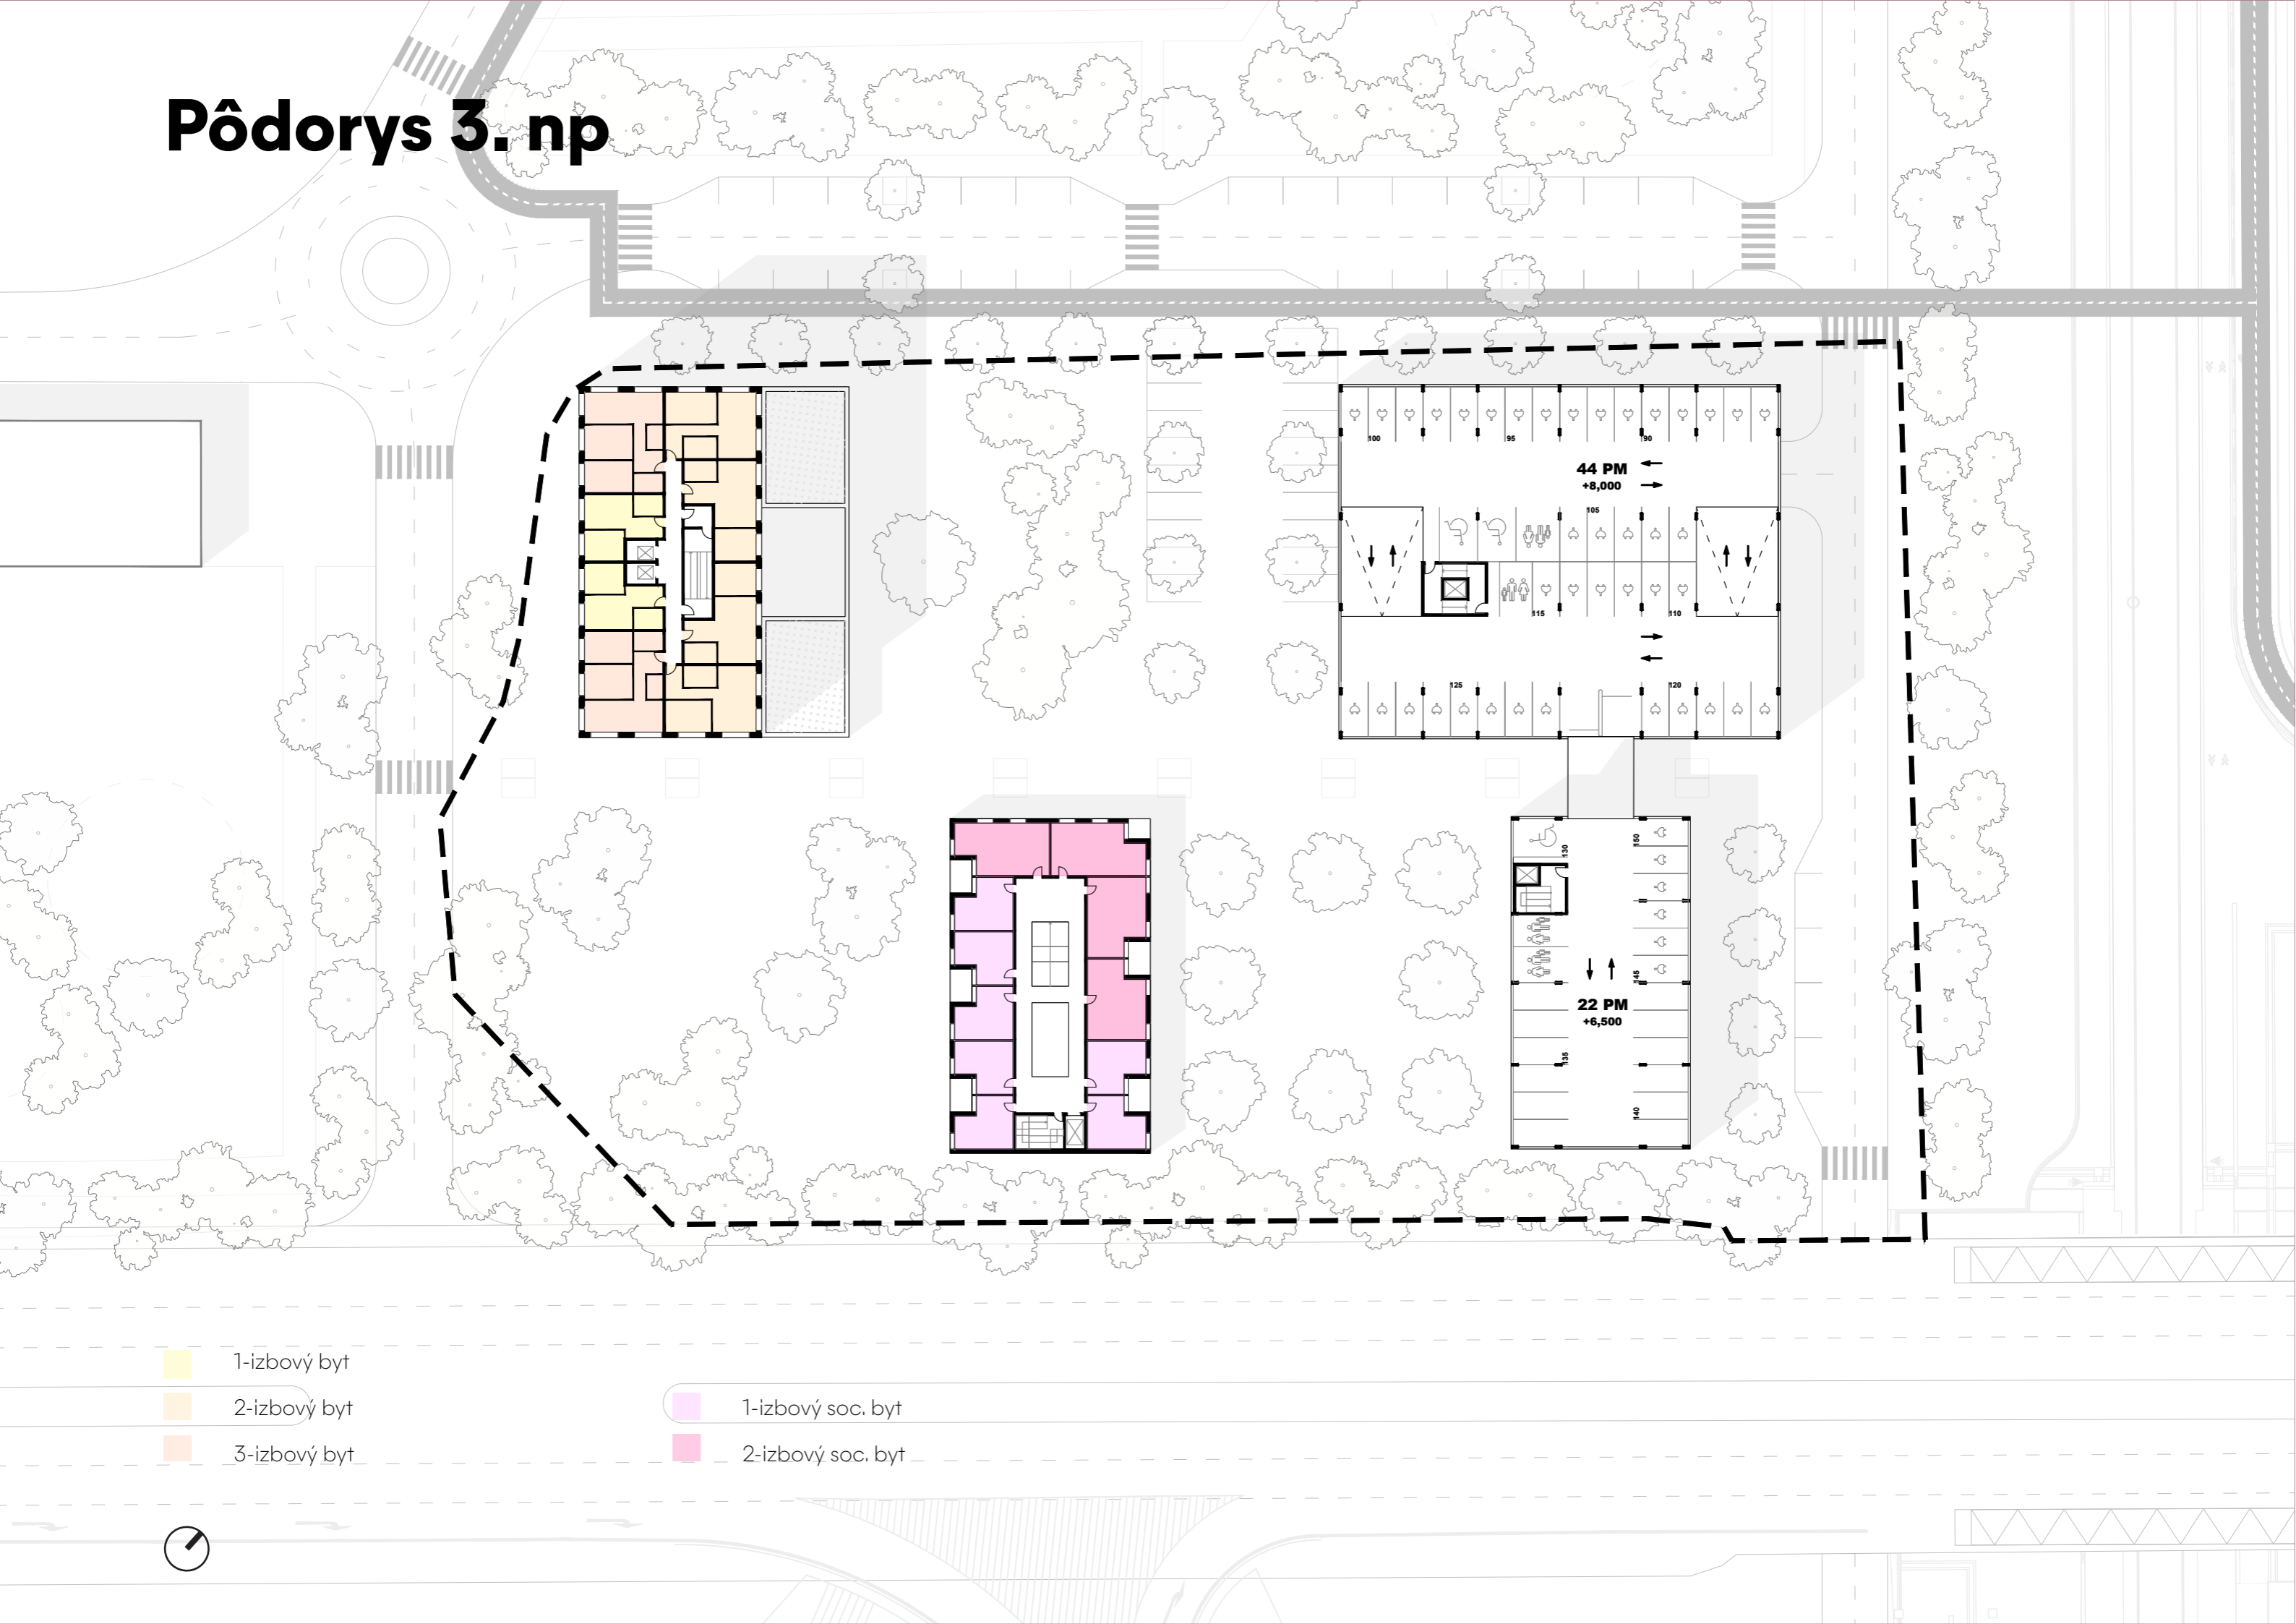 Pôdorys 3. np
100
95
90
44 PM
+8,000
105
115
110
125
120
130
150
145
22 PM
+6,500
135
140
1-izbový byt
2-izbový byt
3-izbový byt
1-izbový soc. byt
2-izbový soc. byt